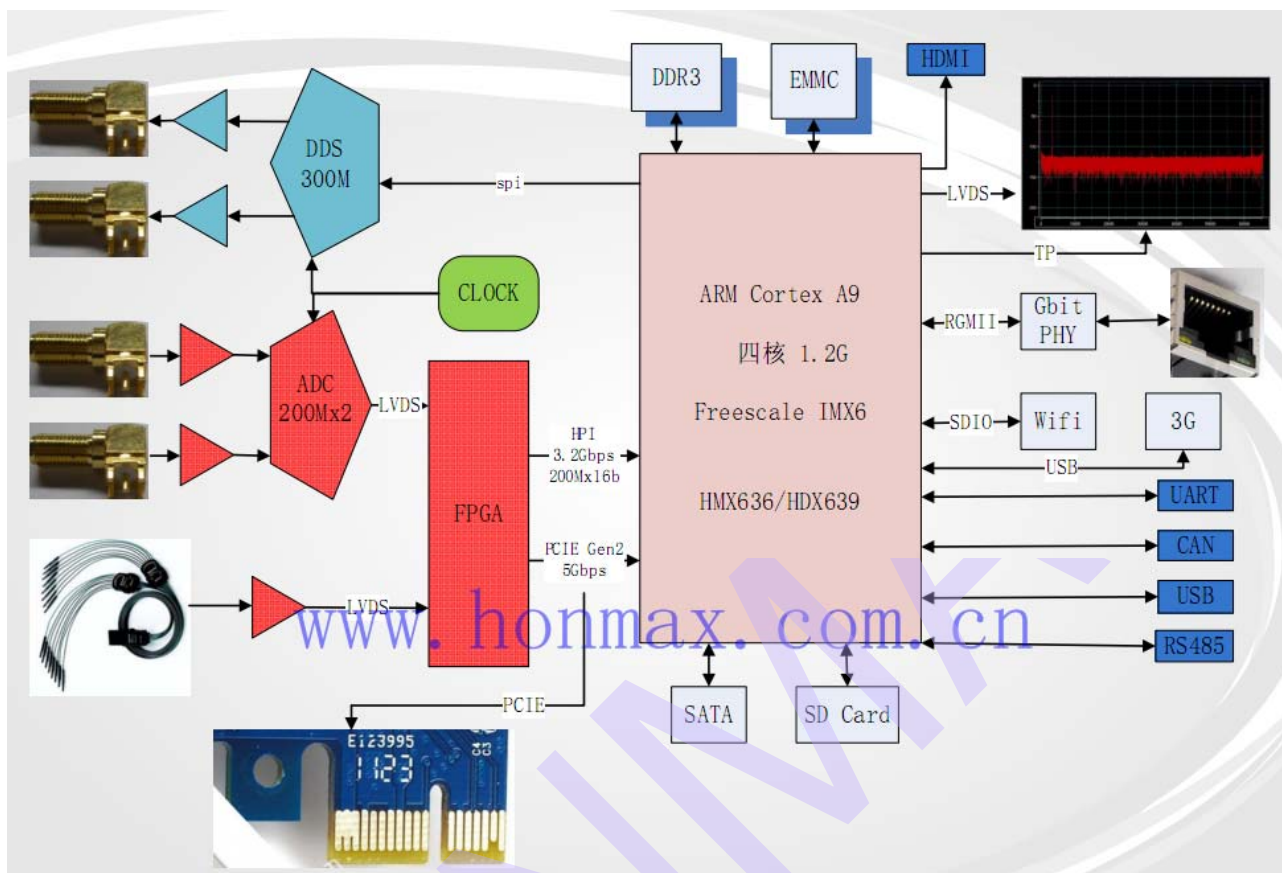 HDMI
DDR3
EMMC
DDS
300M
spi
LVDS
TP
CLOCK
ARM Cortex A9
四核 1.2G
Freescale IMX6
HMX636/HDX639
RGMII
Gbit
PHY
ADC
200Mx2
LVDS
HPI
3.2Gbps
200Mx16b
SDIO
Wifi
3G
USB
FPGA
UART
PCIE Gen2
5Gbps
CAN
LVDS
USB
www.honmax.com.cn
RS485
PCIE
SATA
SD Card
E123995
1123
C4
C3